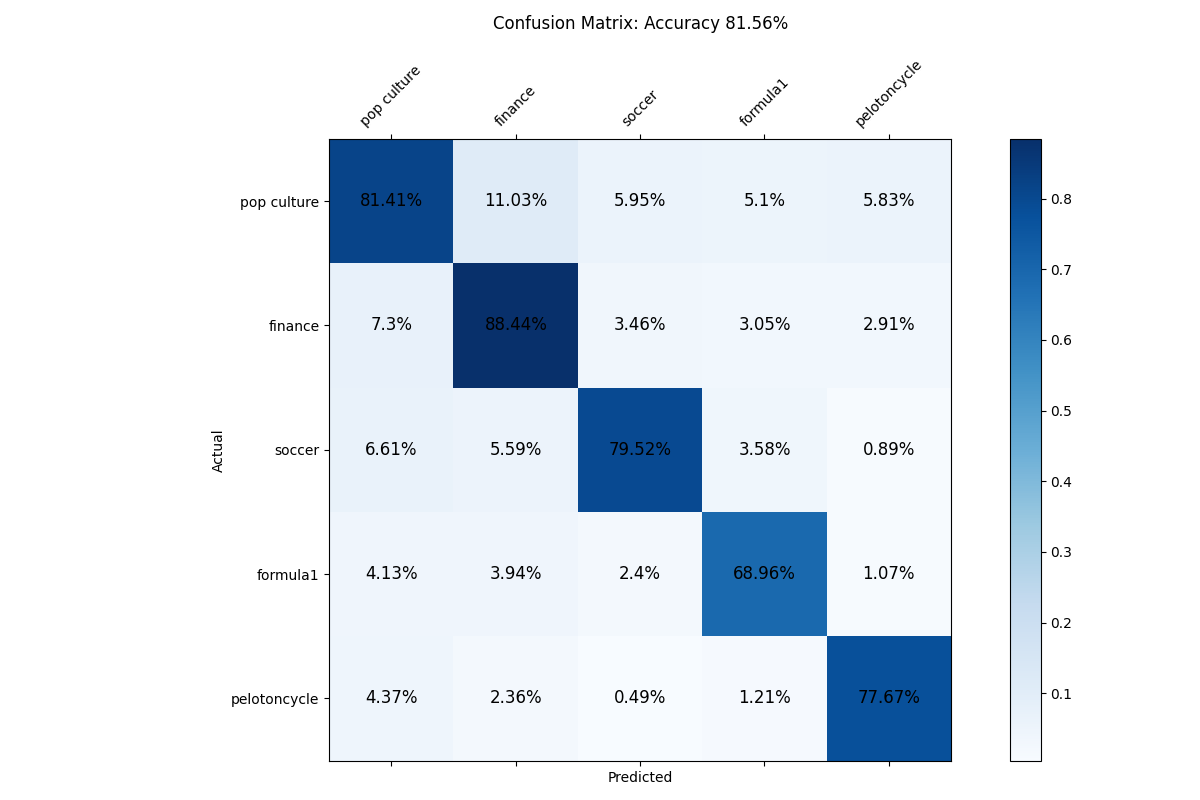 Confusion Matrix: Accuracy 81.56%
pop culture finance soccer formula1 pelotoncycle
pop culture 81.41% 11.03% 5.95% 5.1% 5.83%
finance 7.3% 88.44% 3.46% 3.05% 2.91%
soccer 6.61% 5.59% 79.52% 3.58% 0.89%
formula1 4.13% 3.94% 2.4% 68.96% 1.07%
pelotoncycle 4.37% 2.36% 0.49% 1.21% 77.67%
Actual
Predicted
0.8
0.7
0.6
0.5
0.4
0.3
0.2
0.1